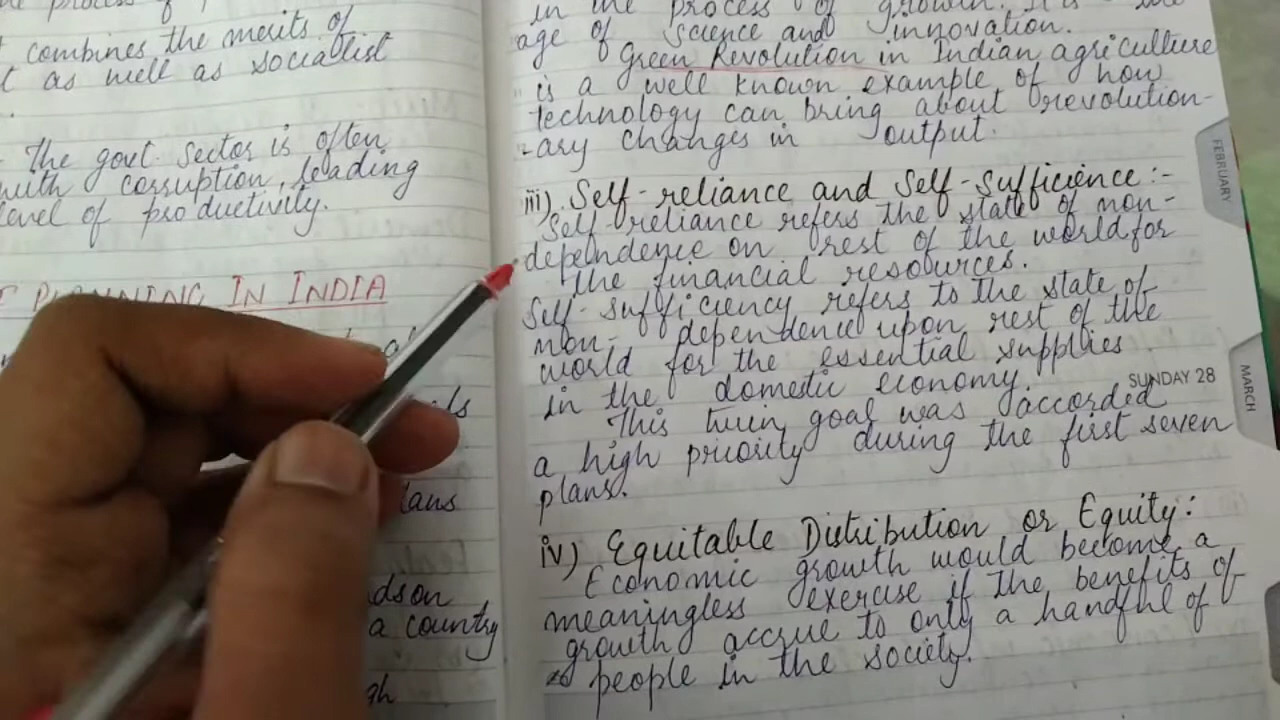 combines the merits of
as well as socialist
The govt. sector is often
with corruption, leading
level of productivity.
PLANNING IN INDIA
plans
a country
in the process of growth. It is the
age of science and innovation.
Green Revolution in Indian agriculture
is a well known example of how
technology can bring about revolution-
-ary changes in output.
iii) Self-reliance and Self-Sufficience:-
Self-reliance refers the state of non-
dependence on rest of the world for
the financial resources.
Self-sufficiency refers to the state of
non-dependence upon rest of the
world for the essential supplies
in the domestic economy.
SUNDAY 28
This twin goal was accorded
a high priority during the first seven
plans.
iv) Equitable Distribution or Equity:
Economic growth would become a
meaningless exercise if the benefits of
growth accrue to only a handful of
people in the society.
FEBRUARY
MARCH